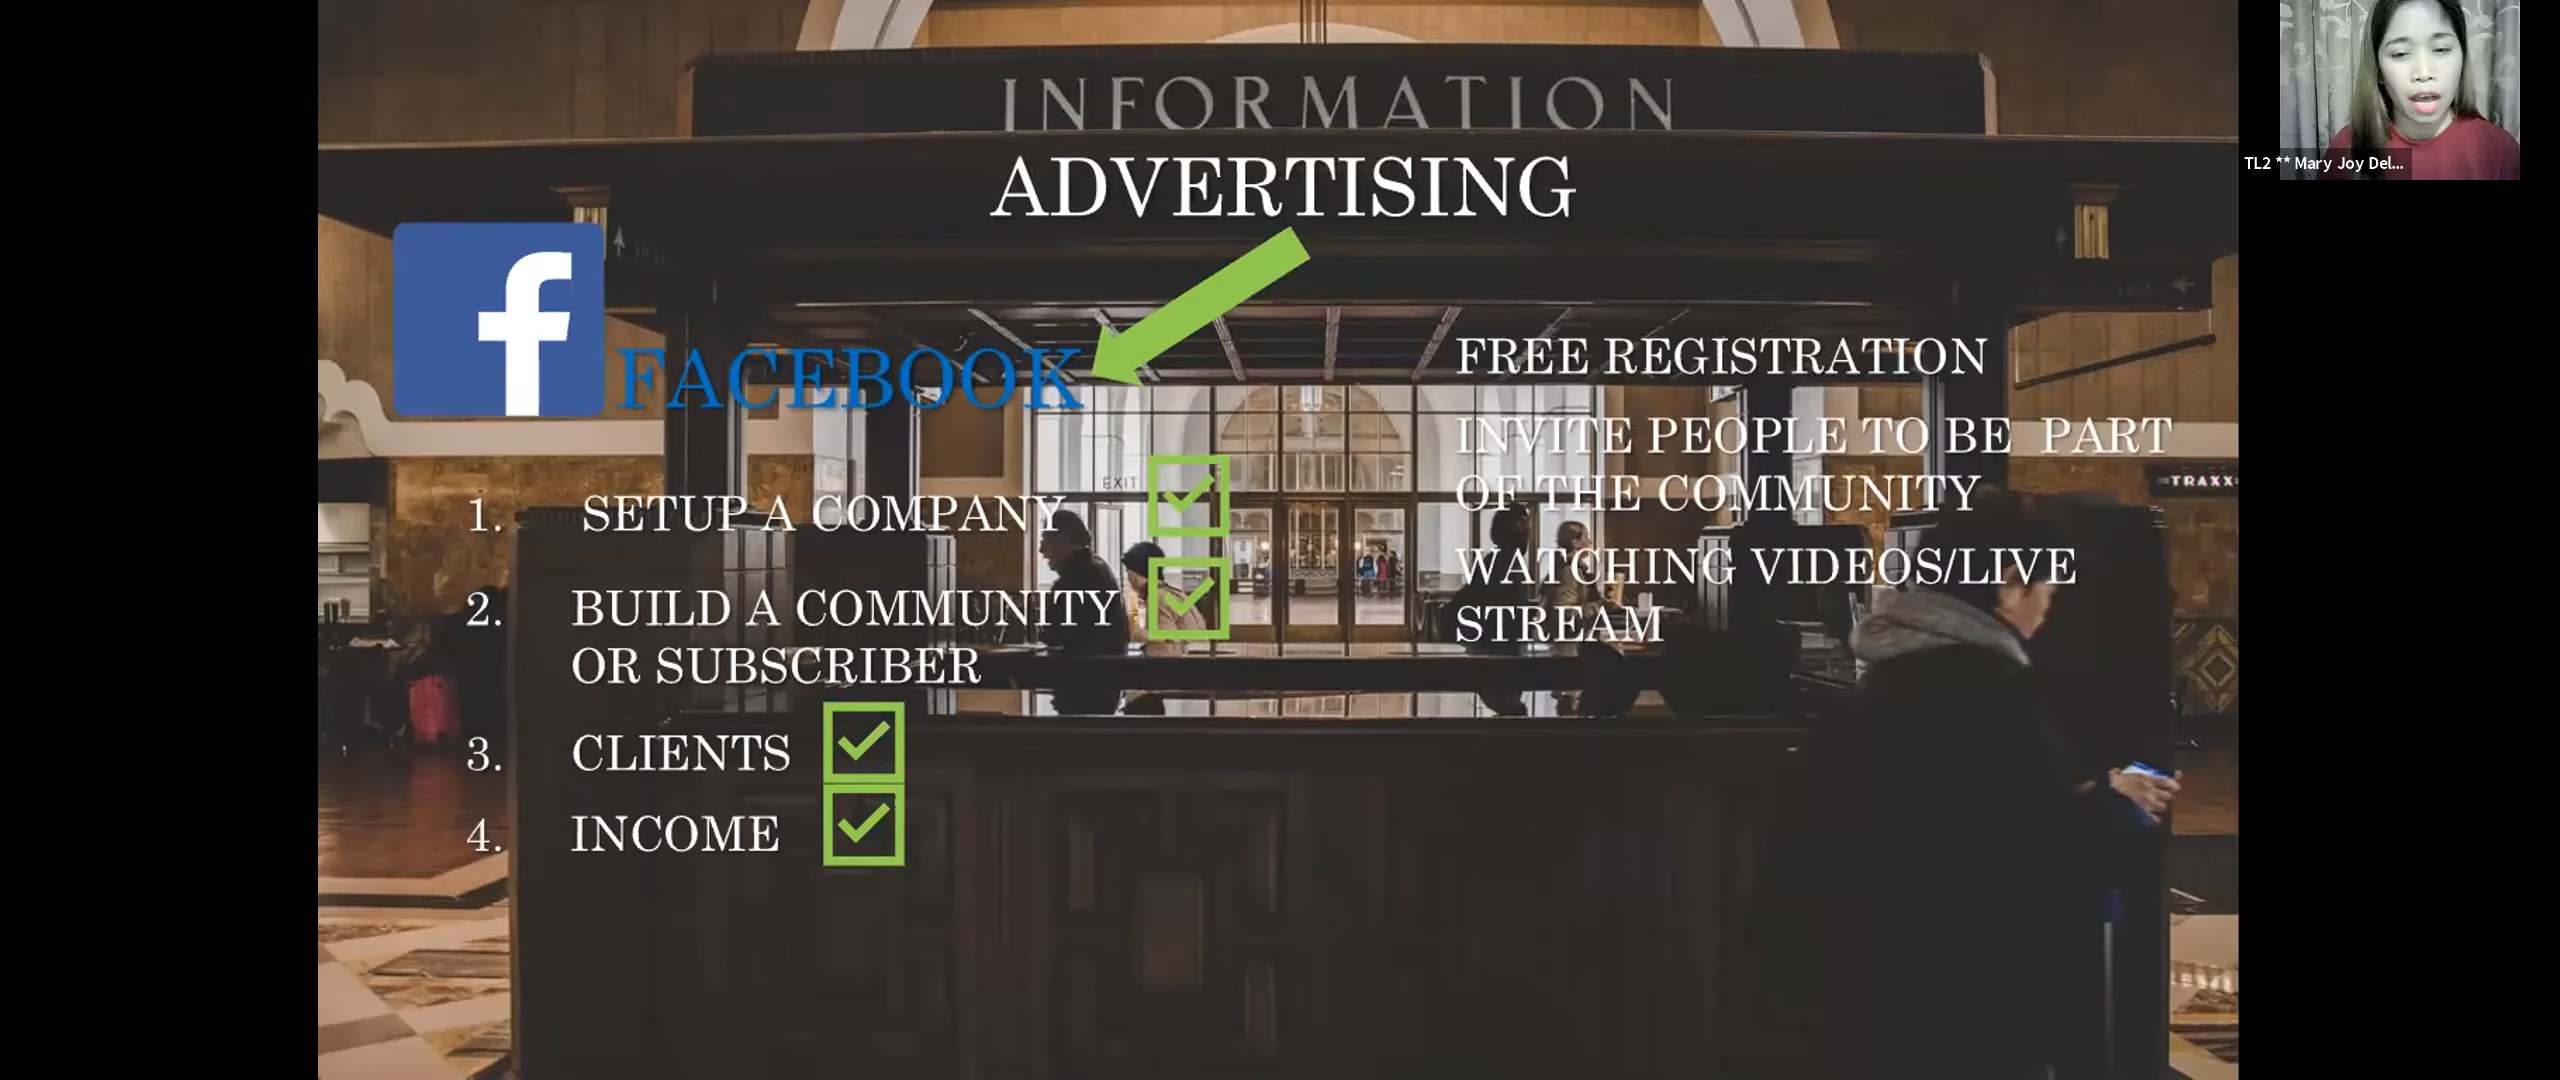 INFORMATION
ADVERTISING
f
FACEBOOK
1. SETUP A COMPANY
2. BUILD A COMMUNITY
OR SUBSCRIBER
3. CLIENTS
4. INCOME
EXIT
FREE REGISTRATION
INVITE PEOPLE TO BE PART
OF THE COMMUNITY
WATCHING VIDEOS/LIVE
STREAM
TRAXX
TL2 ** Mary Joy Del...